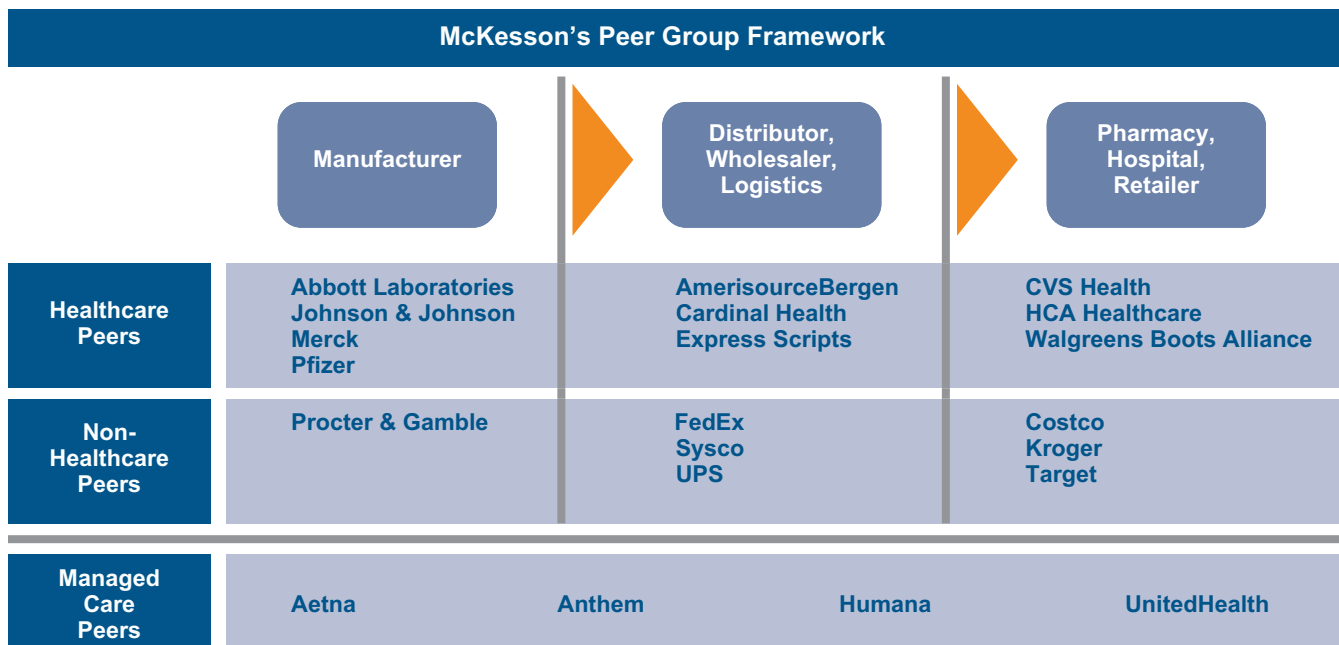 McKesson's Peer Group Framework
Manufacturer
Distributor,
Wholesaler,
Logistics
Pharmacy,
Hospital,
Retailer
Healthcare
Peers
Abbott Laboratories
Johnson & Johnson
Merck
Pfizer
AmerisourceBergen
Cardinal Health
Express Scripts
CVS Health
HCA Healthcare
Walgreens Boots Alliance
Non-
Healthcare
Peers
Procter & Gamble
FedEx
Sysco
UPS
Costco
Kroger
Target
Managed
Care
Peers
Aetna
Anthem
Humana
UnitedHealth